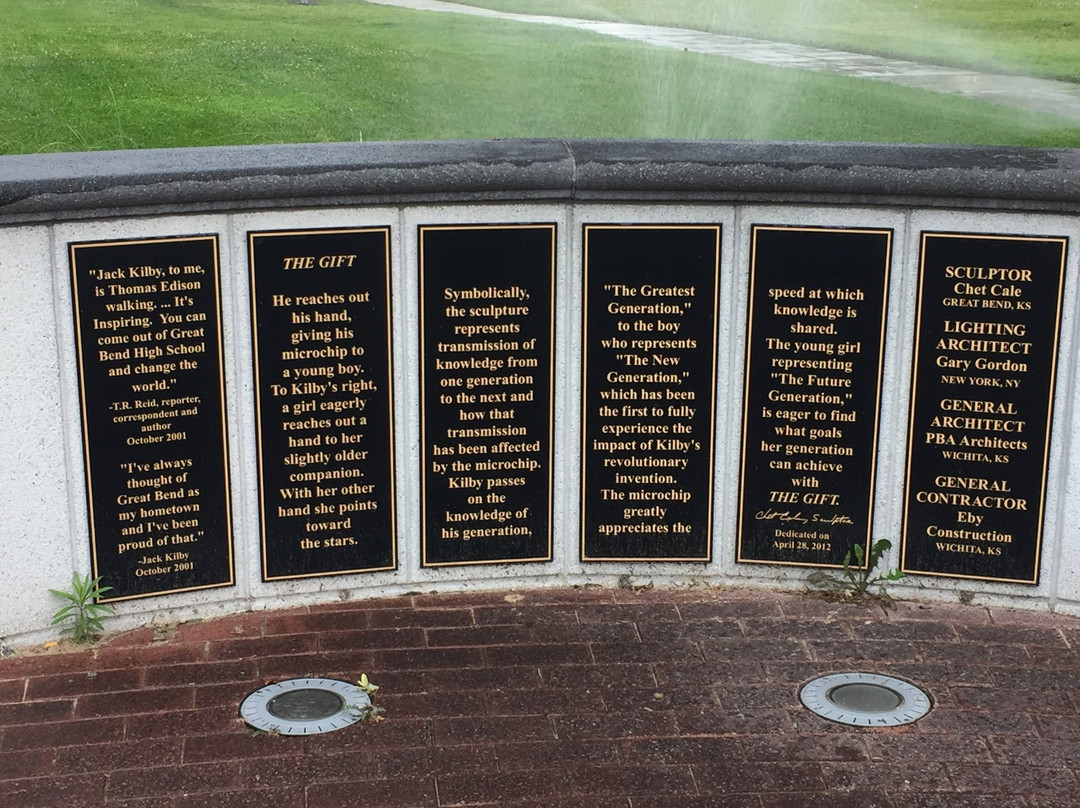 "Jack Kilby, to me,
is Thomas Edison
walking. ... It's
Inspiring. You can
come out of Great
Bend High School
and change the
world."
-T.R. Reid, reporter,
correspondent and
author
October 2001
"I've always
thought of
Great Bend as
my hometown
and I've been
proud of that."
-Jack Kilby
October 2001
THE GIFT
He reaches out
his hand,
giving his
microchip to
a young boy.
To Kilby's right,
a girl eagerly
reaches out a
hand to her
slightly older
companion.
With her other
hand she points
toward
the stars.
Symbolically,
the sculpture
represents
transmission of
knowledge from
one generation
to the next and
how that
transmission
has been affected
by the microchip.
Kilby passes
on the
knowledge of
his generation,
"The Greatest
Generation,"
to the boy
who represents
"The New
Generation,"
which has been
the first to fully
experience the
impact of Kilby's
revolutionary
invention.
The microchip
greatly
appreciates the
speed at which
knowledge is
shared.
The young girl
representing
"The Future
Generation,"
is eager to find
what goals
her generation
can achieve
with
THE GIFT.
Chet Cale, Sculptor
Dedicated on
April 28, 2012
SCULPTOR
Chet Cale
GREAT BEND, KS
LIGHTING
ARCHITECT
Gary Gordon
NEW YORK, NY
GENERAL
ARCHITECT
PBA Architects
WICHITA, KS
GENERAL
CONTRACTOR
Eby
Construction
WICHITA, KS